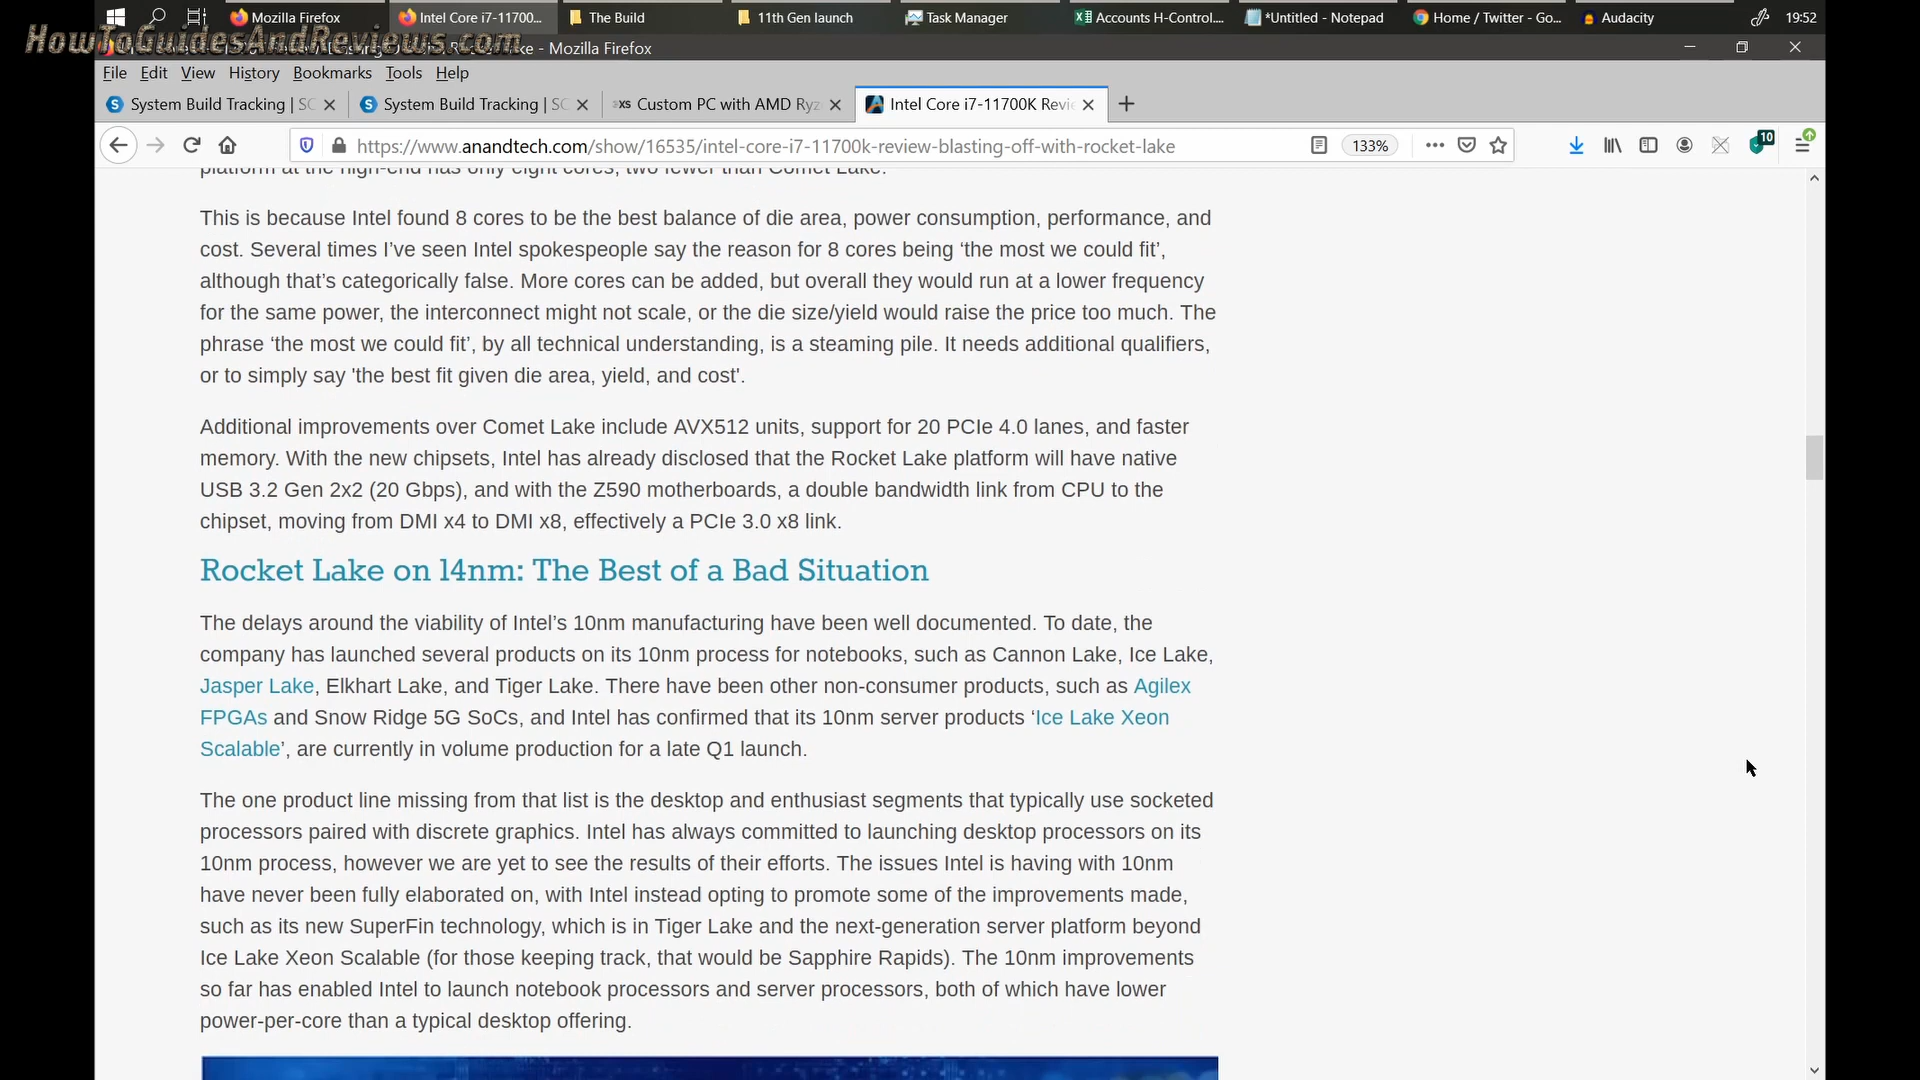 Mozilla Firefox
Intel Core i7-11700...
The Build
11th Gen launch
Task Manager
Accounts H-Control....
*Untitled - Notepad
Home / Twitter - Go...
Audacity
19:52
HowToGuidesAndReviews.com
- Mozilla Firefox
File Edit View History Bookmarks Tools Help
System Build Tracking | SC
System Build Tracking | SC
XS Custom PC with AMD Ryz
Intel Core i7-11700K Revi
https://www.anandtech.com/show/16535/intel-core-i7-11700k-review-blasting-off-with-rocket-lake
133%
10
platform at the high-end has only eight cores, two fewer than Comet Lake.
This is because Intel found 8 cores to be the best balance of die area, power consumption, performance, and
cost. Several times I’ve seen Intel spokespeople say the reason for 8 cores being ‘the most we could fit’,
although that’s categorically false. More cores can be added, but overall they would run at a lower frequency
for the same power, the interconnect might not scale, or the die size/yield would raise the price too much. The
phrase ‘the most we could fit’, by all technical understanding, is a steaming pile. It needs additional qualifiers,
or to simply say 'the best fit given die area, yield, and cost'.
Additional improvements over Comet Lake include AVX512 units, support for 20 PCIe 4.0 lanes, and faster
memory. With the new chipsets, Intel has already disclosed that the Rocket Lake platform will have native
USB 3.2 Gen 2x2 (20 Gbps), and with the Z590 motherboards, a double bandwidth link from CPU to the
chipset, moving from DMI x4 to DMI x8, effectively a PCIe 3.0 x8 link.
Rocket Lake on 14nm: The Best of a Bad Situation
The delays around the viability of Intel’s 10nm manufacturing have been well documented. To date, the
company has launched several products on its 10nm process for notebooks, such as Cannon Lake, Ice Lake,
Jasper Lake, Elkhart Lake, and Tiger Lake. There have been other non-consumer products, such as Agilex
FPGAs and Snow Ridge 5G SoCs, and Intel has confirmed that its 10nm server products ‘Ice Lake Xeon
Scalable’, are currently in volume production for a late Q1 launch.
The one product line missing from that list is the desktop and enthusiast segments that typically use socketed
processors paired with discrete graphics. Intel has always committed to launching desktop processors on its
10nm process, however we are yet to see the results of their efforts. The issues Intel is having with 10nm
have never been fully elaborated on, with Intel instead opting to promote some of the improvements made,
such as its new SuperFin technology, which is in Tiger Lake and the next-generation server platform beyond
Ice Lake Xeon Scalable (for those keeping track, that would be Sapphire Rapids). The 10nm improvements
so far has enabled Intel to launch notebook processors and server processors, both of which have lower
power-per-core than a typical desktop offering.